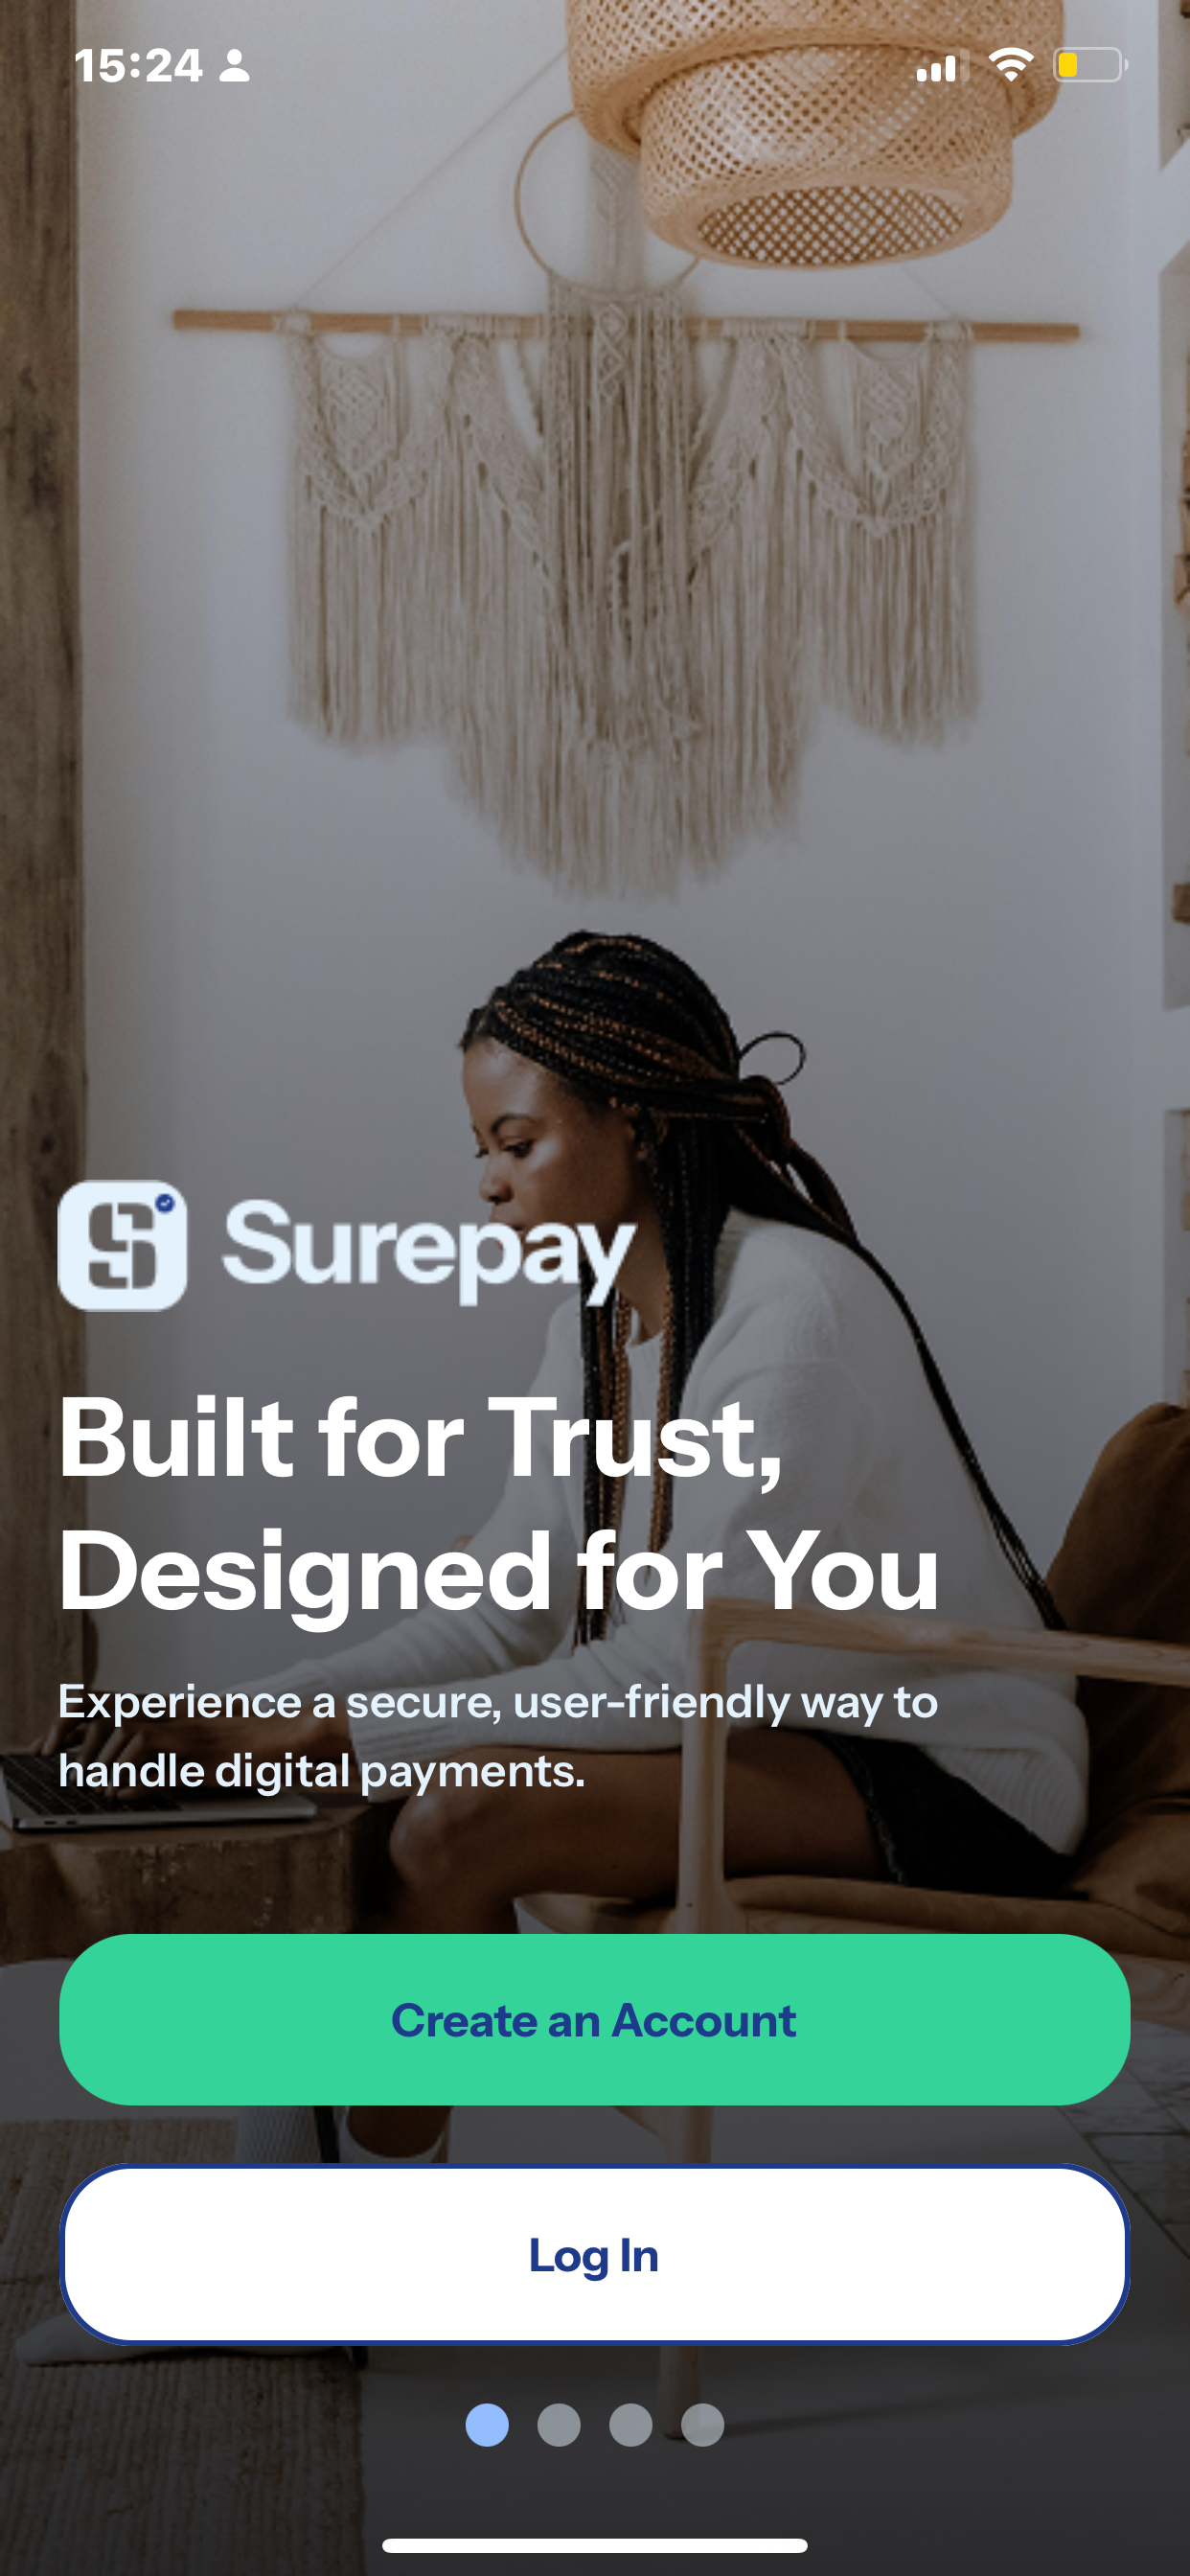 15:24
Surepay
Built for Trust,
Designed for You
Experience a secure, user-friendly way to
handle digital payments.
Create an Account
Log In